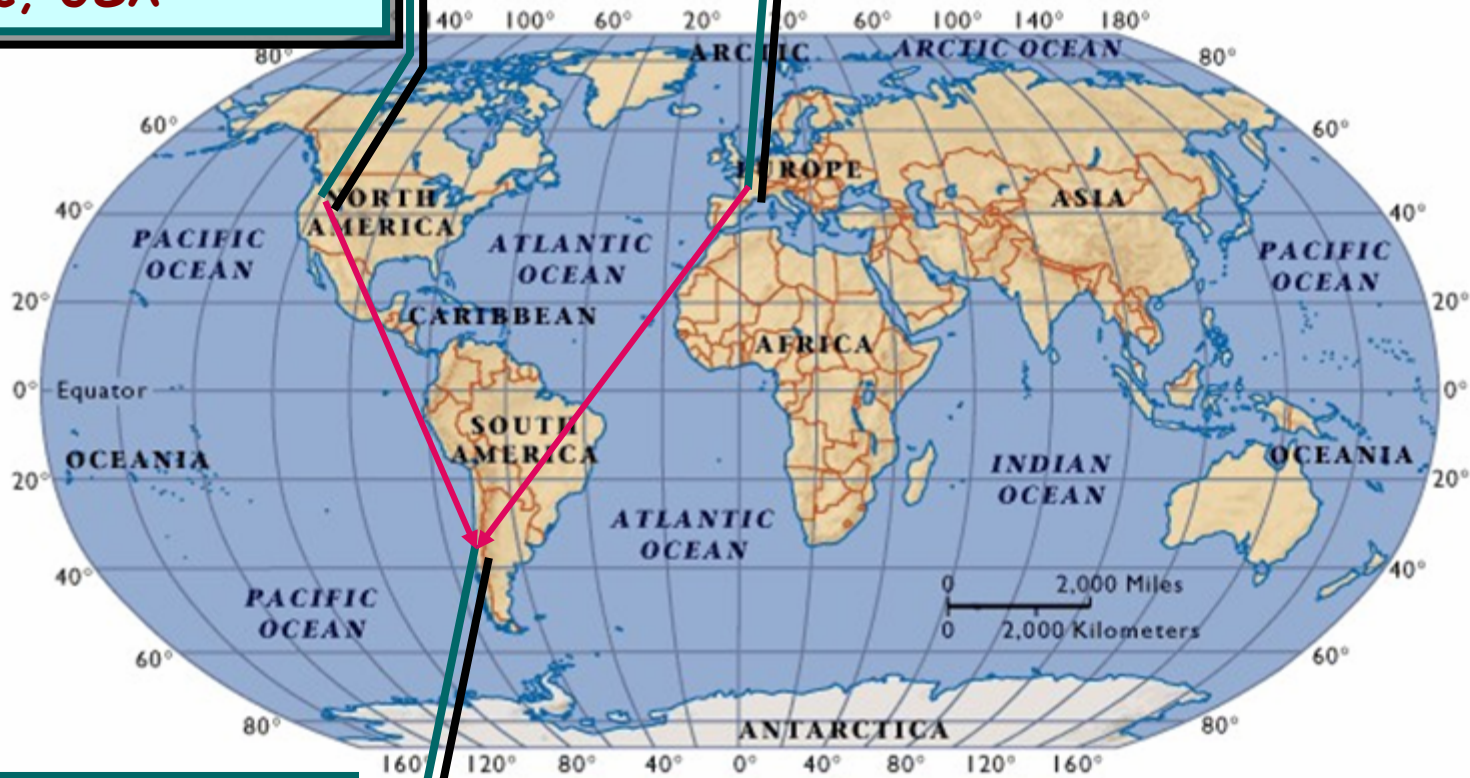 USA
140° 100° 60° 20° 20° 60° 100° 140° 180°
80° ARCTIC ARCTIC OCEAN 80°
60° 60°
EUROPE
NORTH AMERICA
ASIA
40° 40°
PACIFIC OCEAN
ATLANTIC OCEAN
PACIFIC OCEAN
20° 20°
CARIBBEAN
AFRICA
0° Equator 0°
SOUTH AMERICA
OCEANIA
OCEANIA
INDIAN OCEAN
20° 20°
ATLANTIC OCEAN
40° 40°
0 2,000 Miles
0 2,000 Kilometers
PACIFIC OCEAN
60° 60°
80° ANTARCTICA 80°
160° 120° 80° 40° 0° 40° 80° 120° 160°